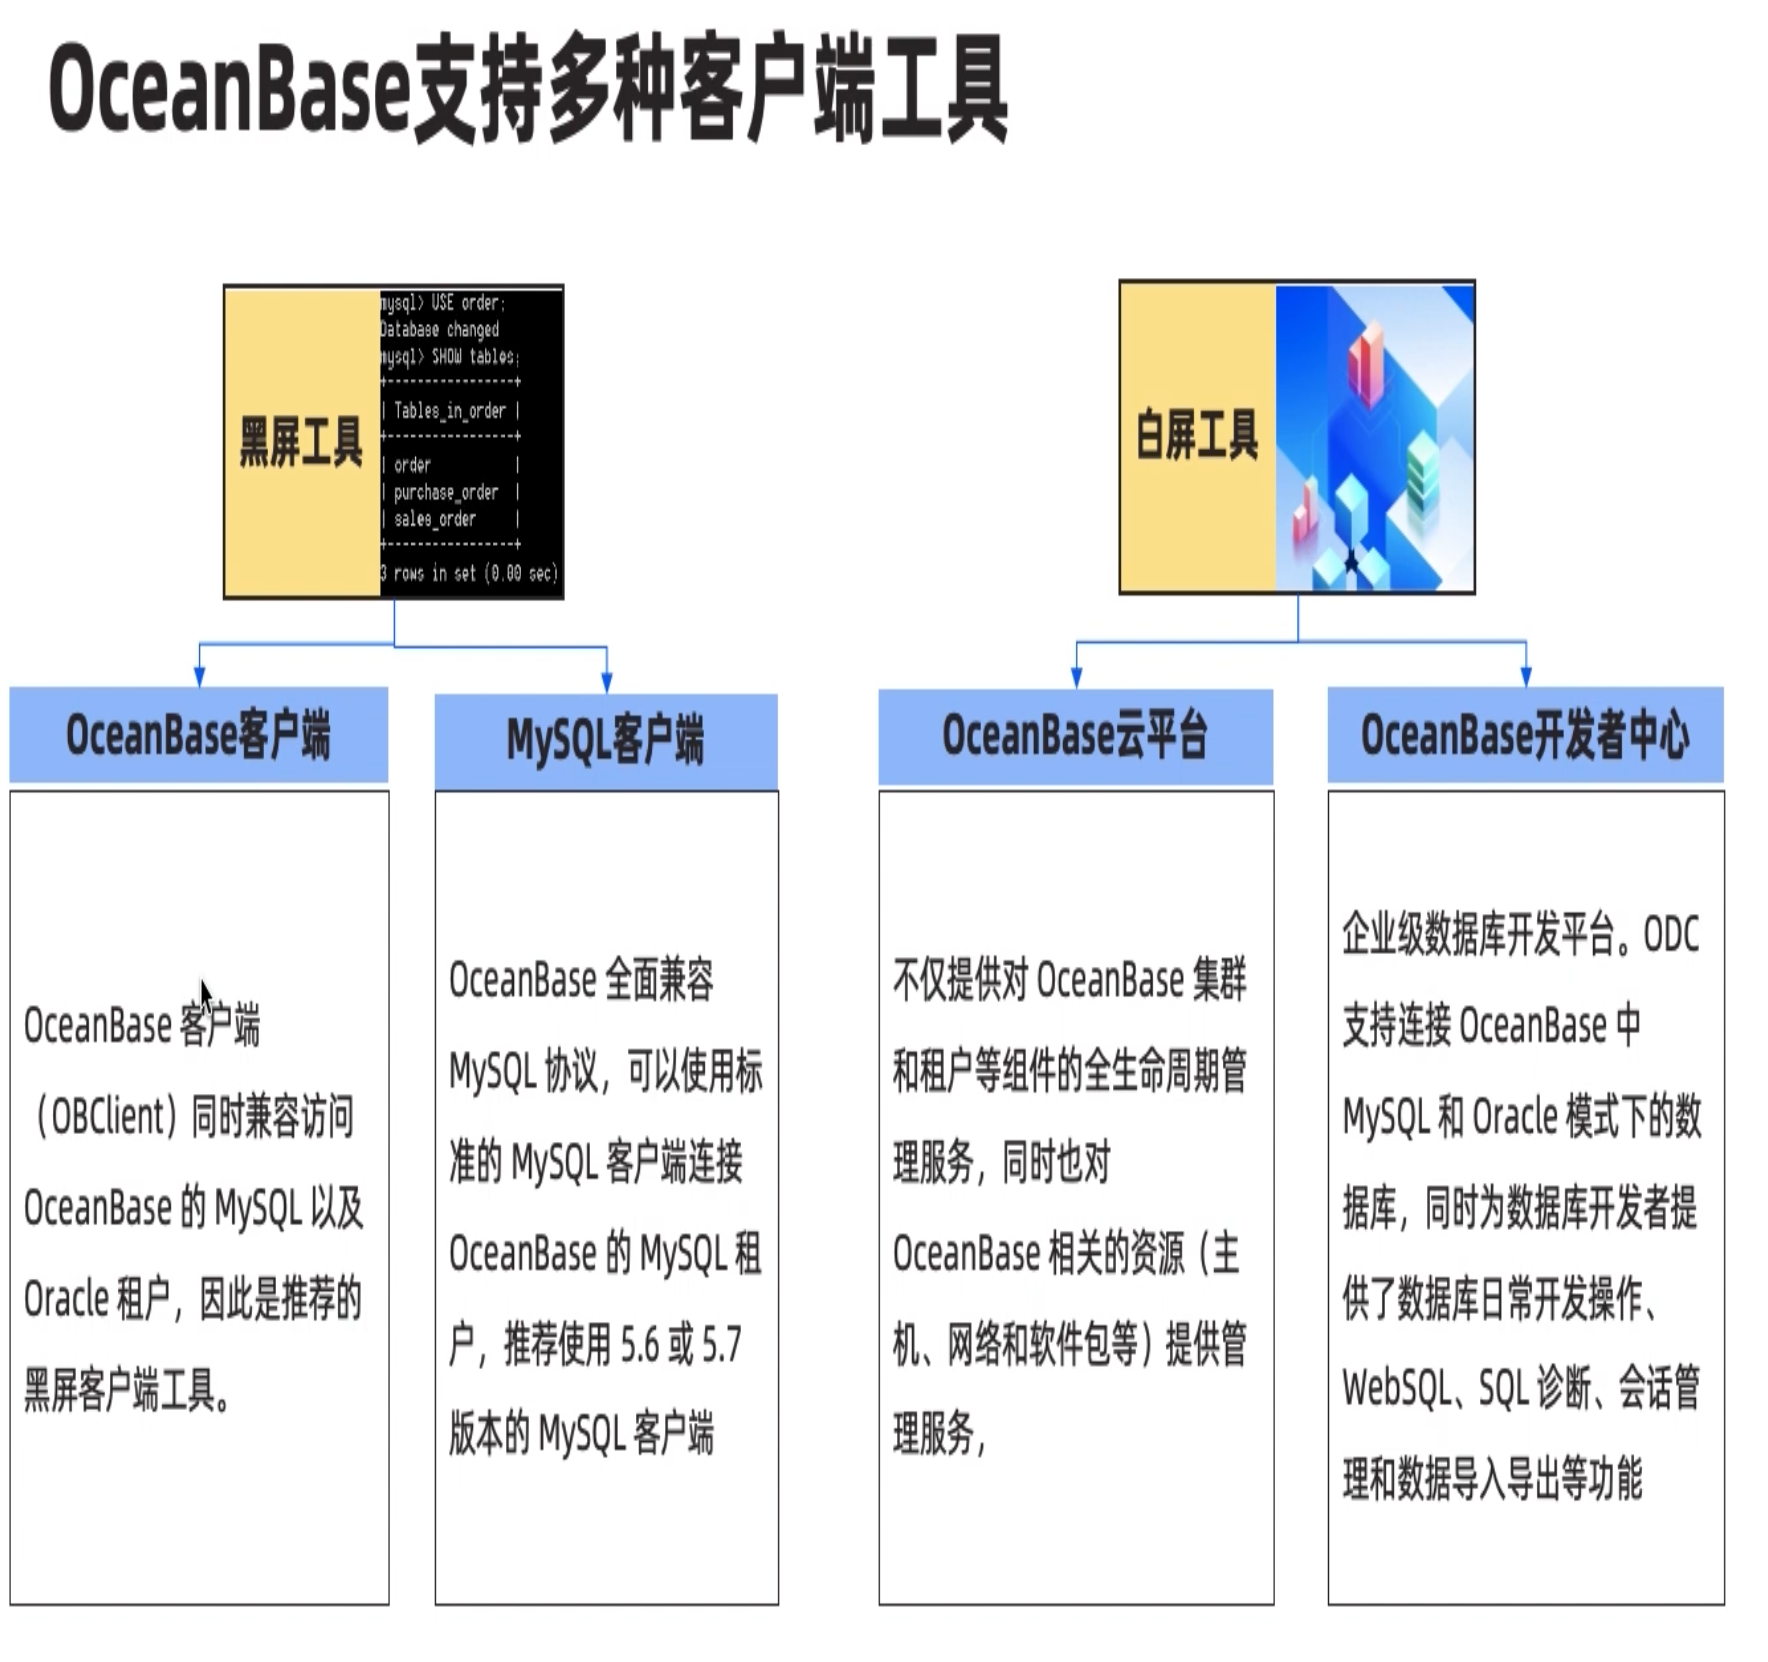 OceanBase支持多种客户端工具
黑屏工具
mysql> USE order;
Database changed
mysql> SHOW tables;
+-----------------+
| Tables_in_order |
+-----------------+
| order           |
| purchase_order  |
| sales_order     |
+-----------------+
3 rows in set (0.00 sec)
白屏工具
OceanBase客户端
OceanBase 客户端
（OBClient）同时兼容访问
OceanBase 的 MySQL 以及
Oracle 租户，因此是推荐的
黑屏客户端工具。
MySQL客户端
OceanBase 全面兼容
MySQL 协议，可以使用标
准的 MySQL 客户端连接
OceanBase 的 MySQL 租
户，推荐使用 5.6 或 5.7
版本的 MySQL 客户端
OceanBase云平台
不仅提供对 OceanBase 集群
和租户等组件的全生命周期管
理服务，同时也对
OceanBase 相关的资源（主
机、网络和软件包等）提供管
理服务，
OceanBase开发者中心
企业级数据库开发平台。ODC
支持连接 OceanBase 中
MySQL 和 Oracle 模式下的数
据库，同时为数据库开发者提
供了数据库日常开发操作、
WebSQL、SQL 诊断、会话管
理和数据导入导出等功能